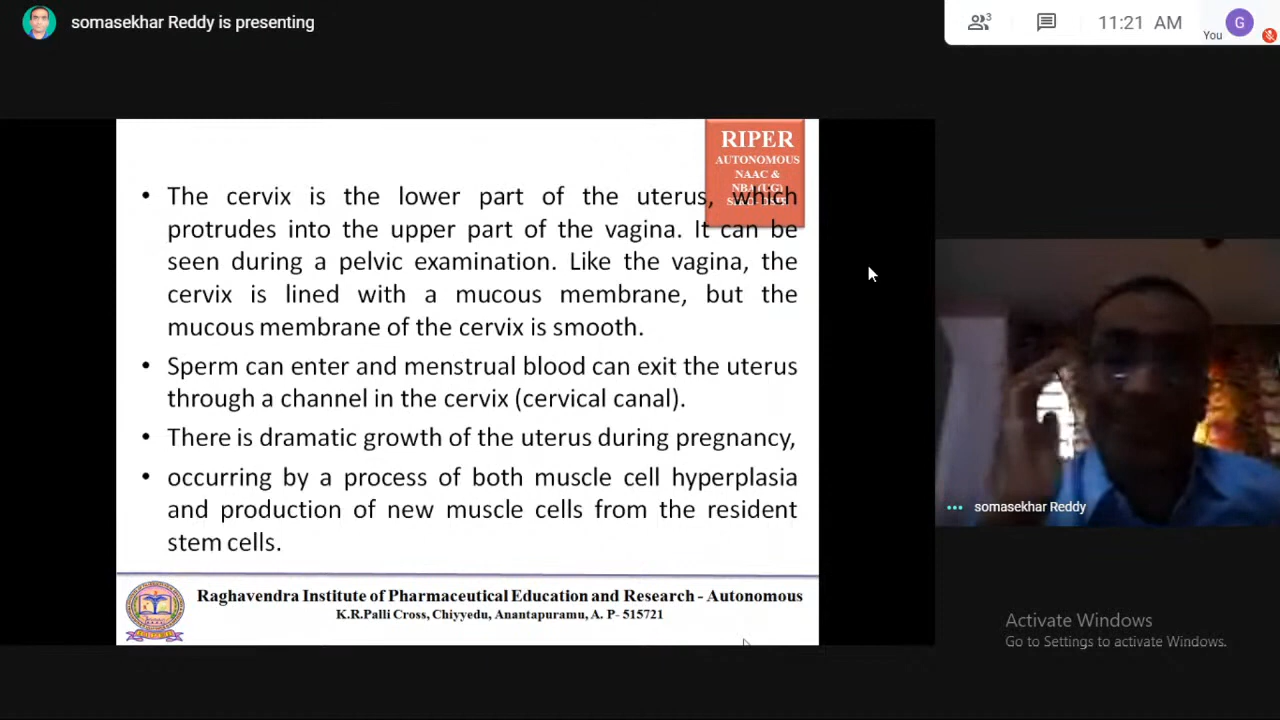 somasekhar Reddy is presenting
3
11:21 AM
You
G
RIPER
AUTONOMOUS
NAAC &
NBA (UG)
• The cervix is the lower part of the uterus, which
protrudes into the upper part of the vagina. It can be
seen during a pelvic examination. Like the vagina, the
cervix is lined with a mucous membrane, but the
mucous membrane of the cervix is smooth.
• Sperm can enter and menstrual blood can exit the uterus
through a channel in the cervix (cervical canal).
• There is dramatic growth of the uterus during pregnancy,
• occurring by a process of both muscle cell hyperplasia
and production of new muscle cells from the resident
stem cells.
somasekhar Reddy
Raghavendra Institute of Pharmaceutical Education and Research - Autonomous
K.R.Palli Cross, Chiyyedu, Anantapuramu, A. P- 515721
Activate Windows
Go to Settings to activate Windows.